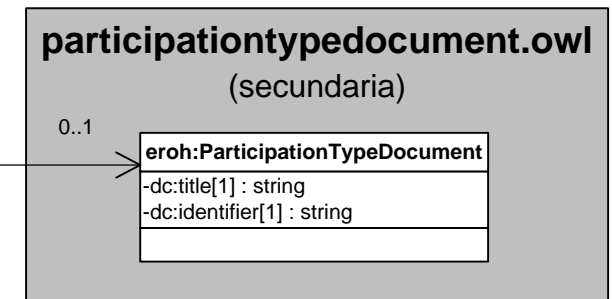 participationtypedocument.owl
(secundaria)
0..1
eroh:ParticipationTypeDocument
-dc:title[1] : string
-dc:identifier[1] : string